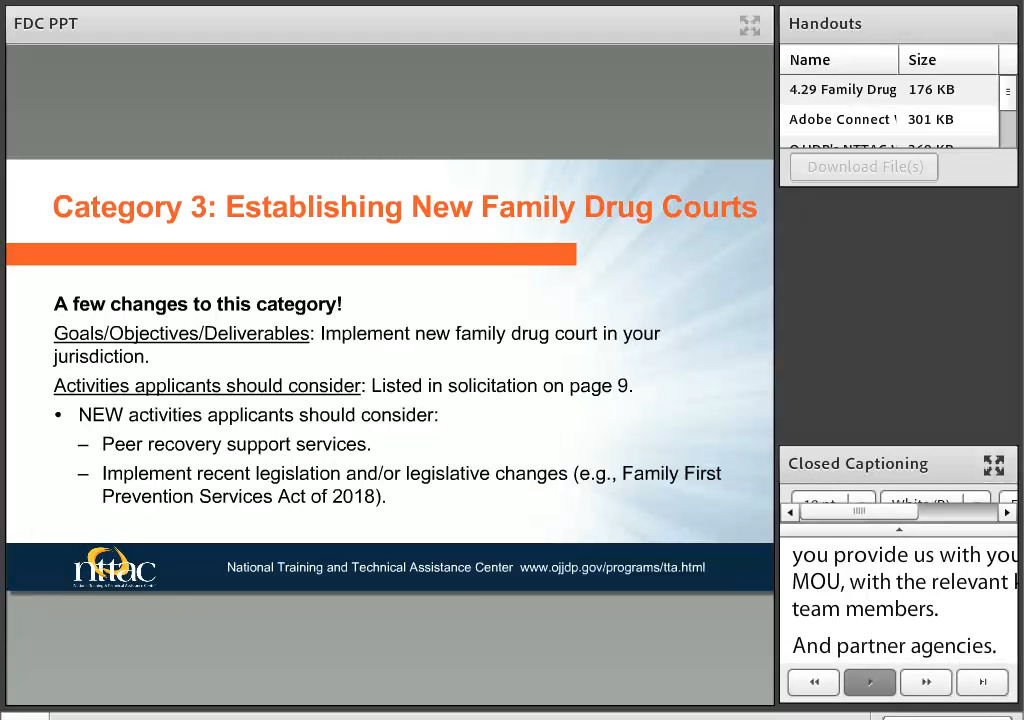 FDC PPT
Category 3: Establishing New Family Drug Courts
A few changes to this category!
Goals/Objectives/Deliverables: Implement new family drug court in your
jurisdiction.
Activities applicants should consider: Listed in solicitation on page 9.
• NEW activities applicants should consider:
– Peer recovery support services.
– Implement recent legislation and/or legislative changes (e.g., Family First
Prevention Services Act of 2018).
nttac
National Training and Technical Assistance Center www.ojjdp.gov/programs/tta.html
Handouts
Name Size
4.29 Family Drug 176 KB
Adobe Connect 301 KB
Download File(s)
Closed Captioning
you provide us with you
MOU, with the relevant
team members.
And partner agencies.